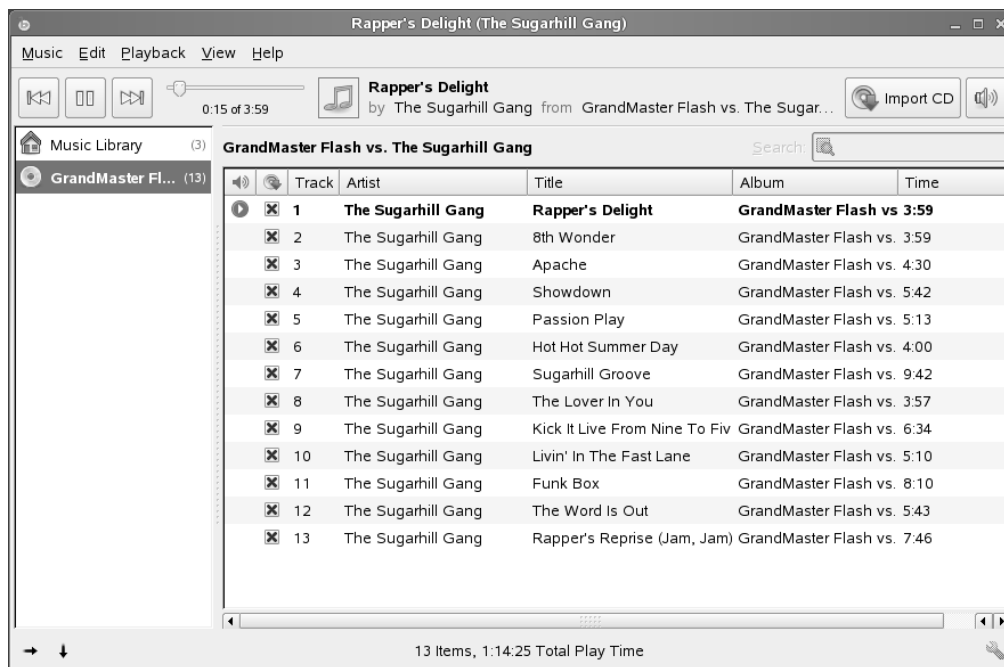 Rapper's Delight (The Sugarhill Gang)
Music Edit Playback View Help
Rapper's Delight
by The Sugarhill Gang from GrandMaster Flash vs. The Sugar...
0:15 of 3:59
Import CD
Music Library (3)
GrandMaster Fl... (13)
GrandMaster Flash vs. The Sugarhill Gang
Search:
Track Artist Title Album Time
1 The Sugarhill Gang Rapper's Delight GrandMaster Flash vs 3:59
2 The Sugarhill Gang 8th Wonder GrandMaster Flash vs. 3:59
3 The Sugarhill Gang Apache GrandMaster Flash vs. 4:30
4 The Sugarhill Gang Showdown GrandMaster Flash vs. 5:42
5 The Sugarhill Gang Passion Play GrandMaster Flash vs. 5:13
6 The Sugarhill Gang Hot Hot Summer Day GrandMaster Flash vs. 4:00
7 The Sugarhill Gang Sugarhill Groove GrandMaster Flash vs. 9:42
8 The Sugarhill Gang The Lover In You GrandMaster Flash vs. 3:57
9 The Sugarhill Gang Kick It Live From Nine To Fiv GrandMaster Flash vs. 6:34
10 The Sugarhill Gang Livin' In The Fast Lane GrandMaster Flash vs. 5:10
11 The Sugarhill Gang Funk Box GrandMaster Flash vs. 8:10
12 The Sugarhill Gang The Word Is Out GrandMaster Flash vs. 5:43
13 The Sugarhill Gang Rapper's Reprise (Jam, Jam) GrandMaster Flash vs. 7:46
13 Items, 1:14:25 Total Play Time